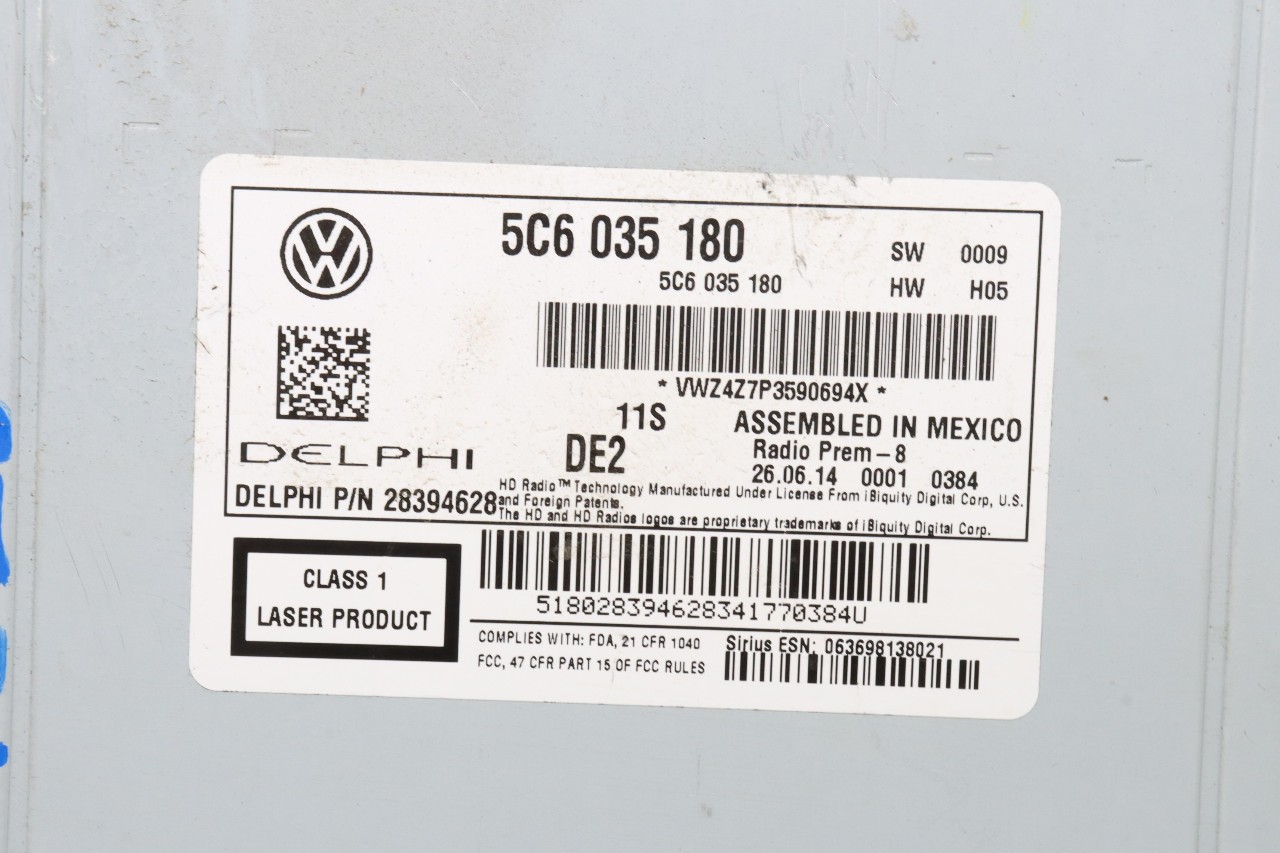 5C6 035 180
SW 0009
5C6 035 180
HW H05
* VWZ4Z7P3590694X *
11S
ASSEMBLED IN MEXICO
DELPHI
DE2
Radio Prem-8
26.06.14 0001 0384
DELPHI P/N 28394628
HD Radio™ Technology Manufactured Under License From iBiquity Digital Corp, U.S.
and Foreign Patents.
The HD and HD Radios logos are proprietary trademarks of iBiquity Digital Corp.
CLASS 1
LASER PRODUCT
518028394628341770384U
COMPLIES WITH: FDA, 21 CFR 1040
FCC, 47 CFR PART 15 OF FCC RULES
Sirius ESN: 063698138021